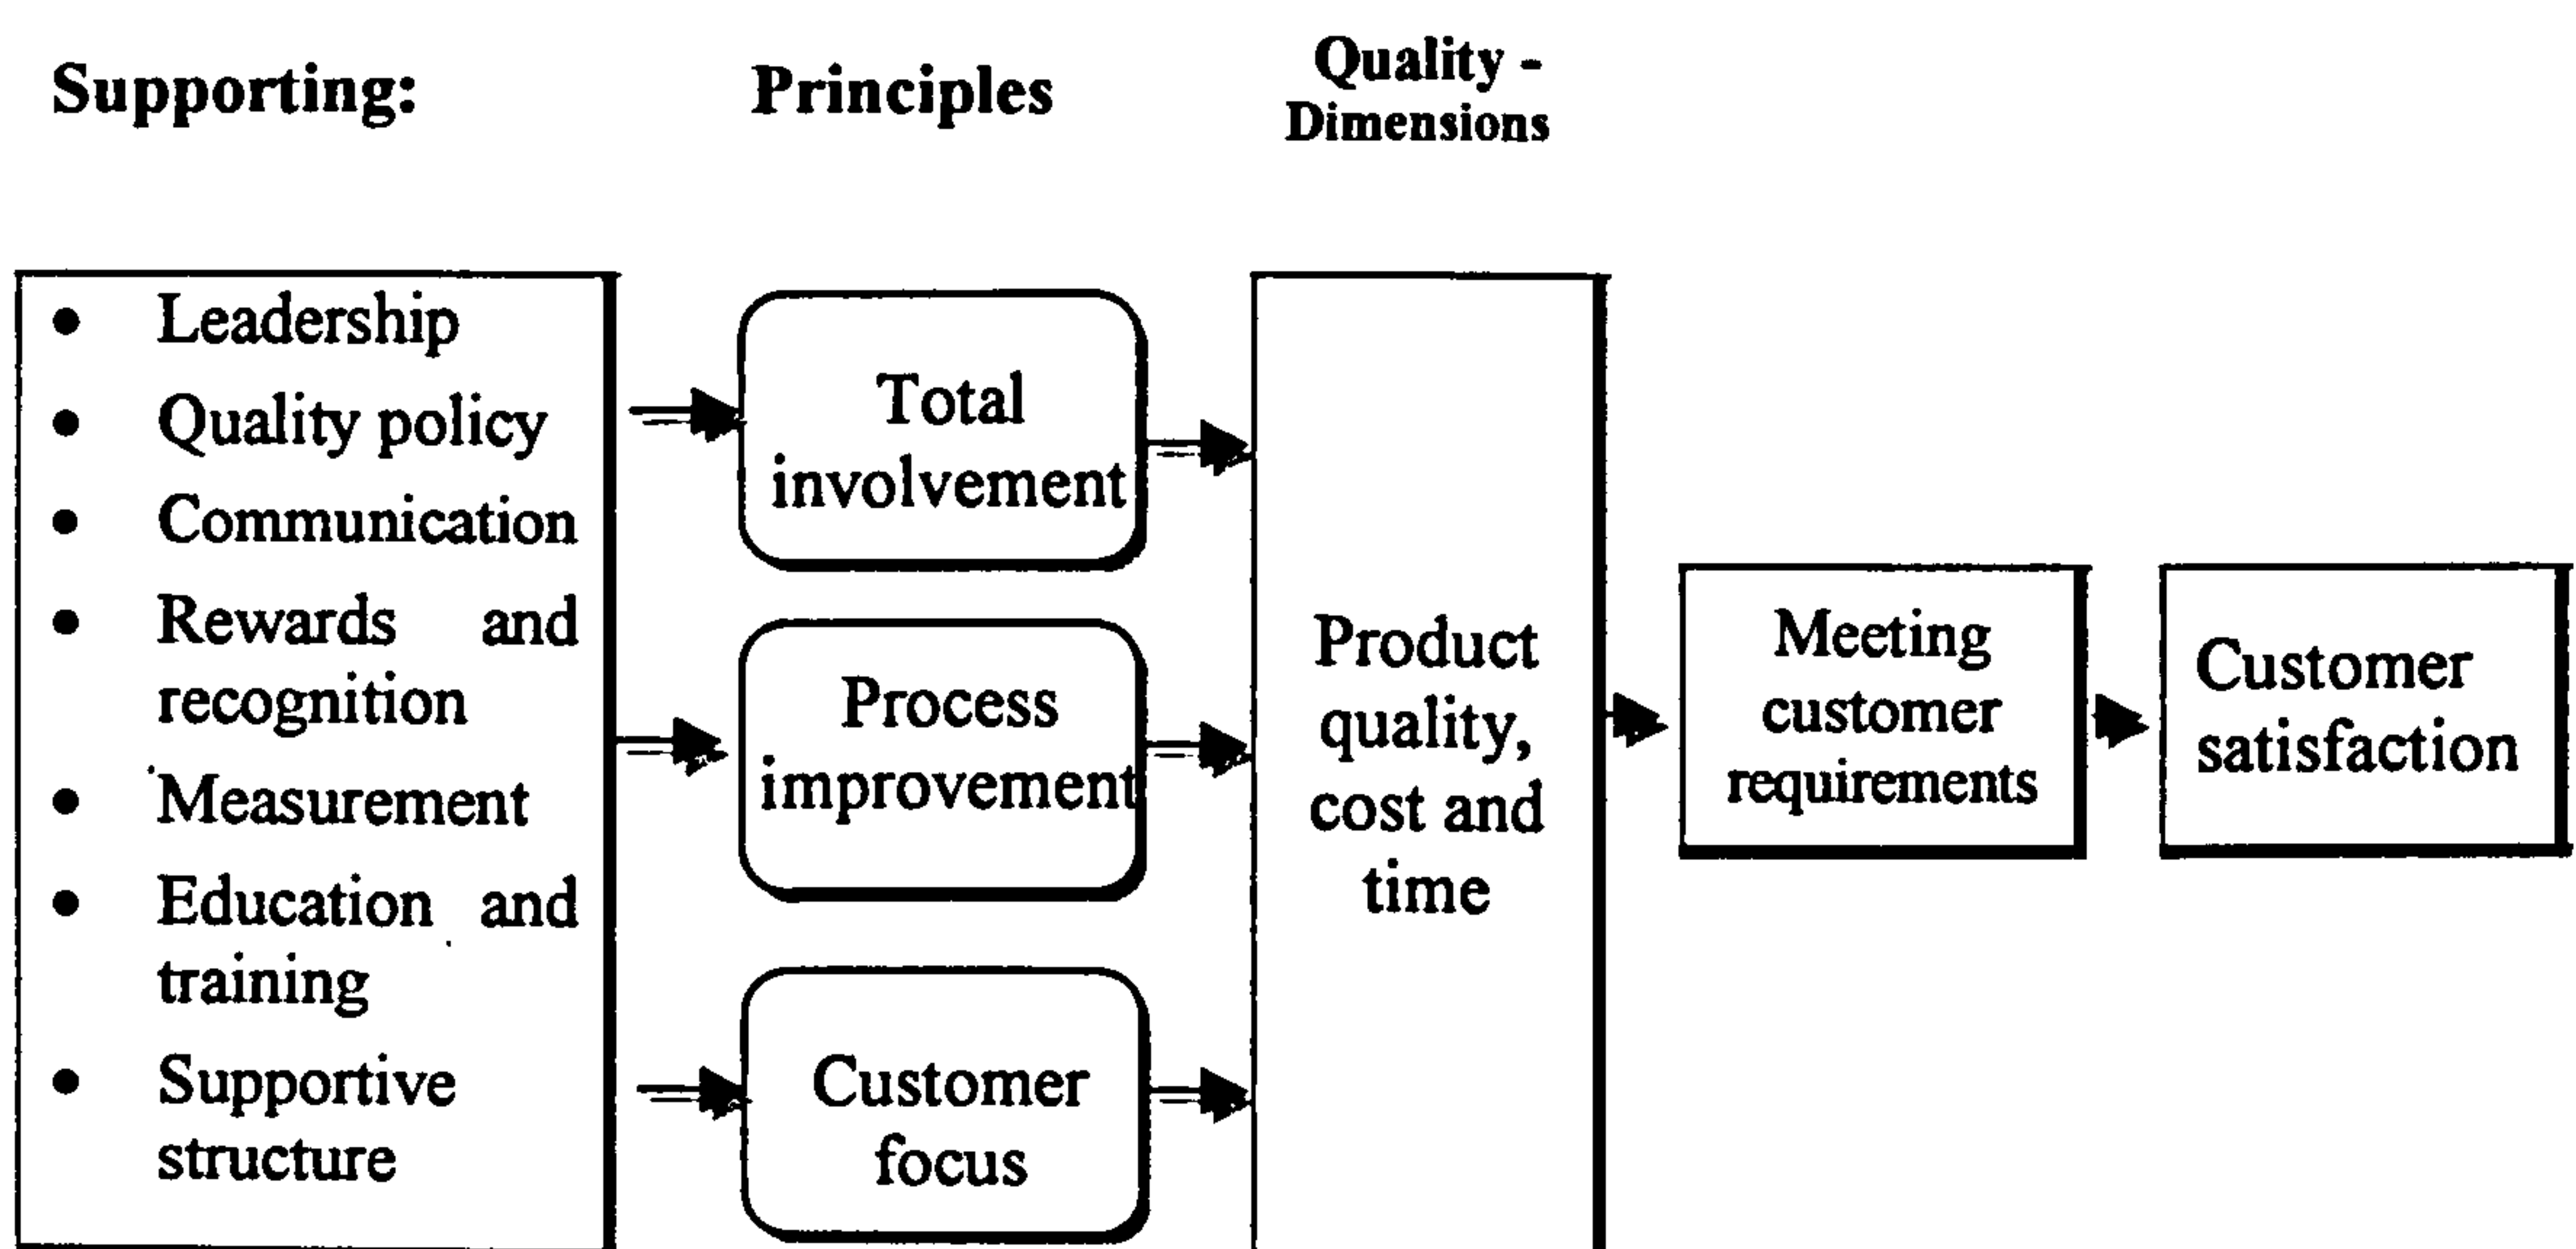 Supporting:
Principles
Quality -
Dimensions
• Leadership
• Quality policy
• Communication
• Rewards and
recognition
• Measurement
• Education and
training
• Supportive
structure
Total
involvement
Process
improvement
Customer
focus
Product
quality,
cost and
time
Meeting
customer
requirements
Customer
satisfaction